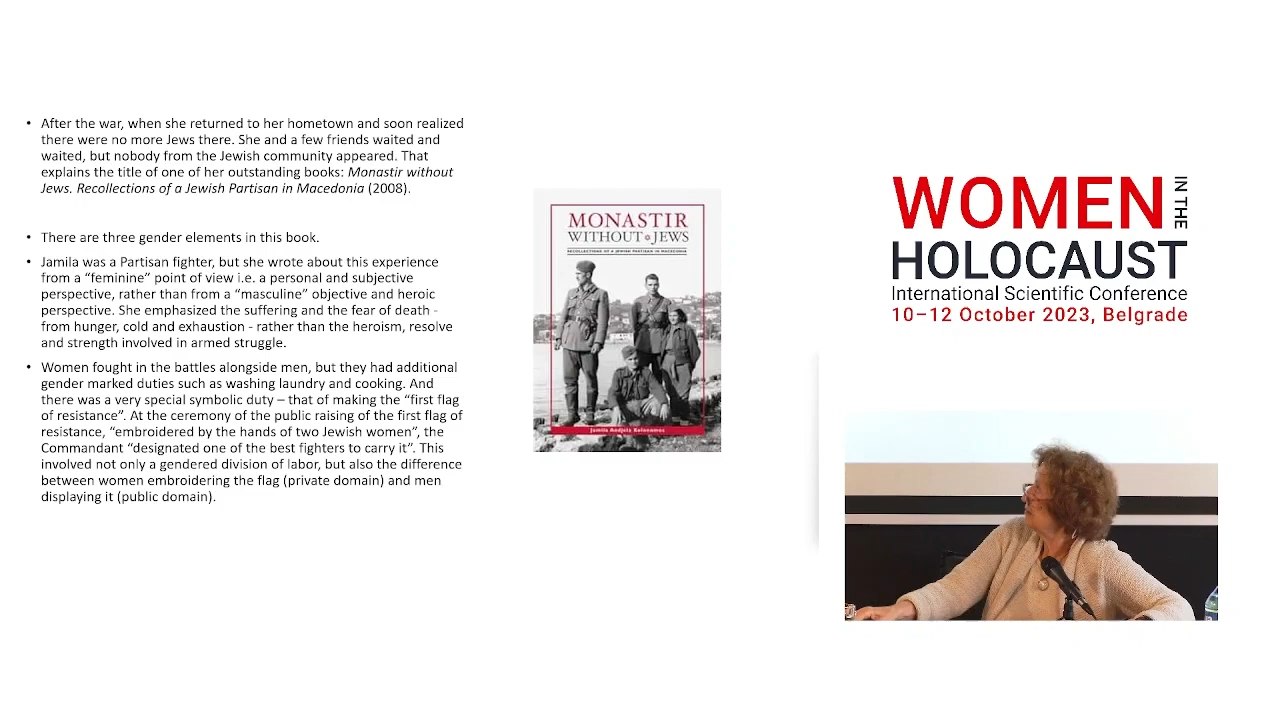 • After the war, when she returned to her hometown and soon realized
there were no more Jews there. She and a few friends waited and
waited, but nobody from the Jewish community appeared. That
explains the title of one of her outstanding books: Monastir without
Jews. Recollections of a Jewish Partisan in Macedonia (2008).
• There are three gender elements in this book.
• Jamila was a Partisan fighter, but she wrote about this experience
from a “feminine” point of view i.e. a personal and subjective
perspective, rather than from a “masculine” objective and heroic
perspective. She emphasized the suffering and the fear of death -
from hunger, cold and exhaustion - rather than the heroism, resolve
and strength involved in armed struggle.
• Women fought in the battles alongside men, but they had additional
gender marked duties such as washing laundry and cooking. And
there was a very special symbolic duty – that of making the “first flag
of resistance”. At the ceremony of the public raising of the first flag of
resistance, “embroidered by the hands of two Jewish women”, the
Commandant “designated one of the best fighters to carry it”. This
involved not only a gendered division of labor, but also the difference
between women embroidering the flag (private domain) and men
displaying it (public domain).
MONASTIR
WITHOUT JEWS
RECOLLECTIONS OF A JEWISH PARTISAN IN MACEDONIA
Jamila Andjela Kolonomos
WOMEN IN THE
HOLOCAUST
International Scientific Conference
10–12 October 2023, Belgrade